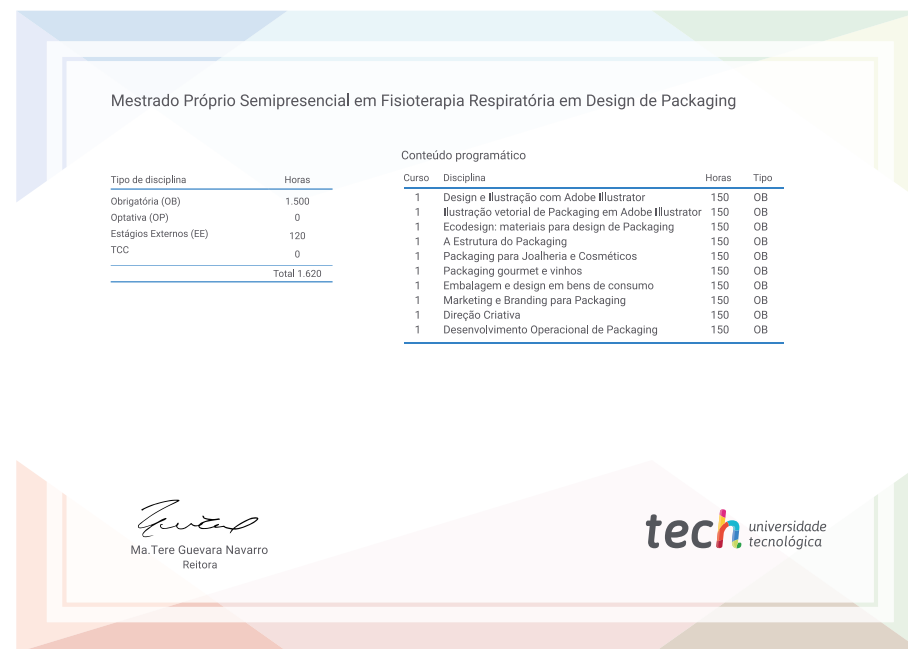 Mestrado Próprio Semipresencial em Fisioterapia Respiratória em Design de Packaging
Tipo de disciplina Horas
Obrigatória (OB) 1.500
Optativa (OP) 0
Estágios Externos (EE) 120
TCC 0
Total 1.620
Conteúdo programático
Curso Disciplina Horas Tipo
1 Design e Ilustração com Adobe Illustrator 150 OB
1 Ilustração vetorial de Packaging em Adobe Illustrator 150 OB
1 Ecodesign: materiais para design de Packaging 150 OB
1 A Estrutura do Packaging 150 OB
1 Packaging para Joalheria e Cosméticos 150 OB
1 Packaging gourmet e vinhos 150 OB
1 Embalagem e design em bens de consumo 150 OB
1 Marketing e Branding para Packaging 150 OB
1 Direção Criativa 150 OB
1 Desenvolvimento Operacional de Packaging 150 OB
Ma.Tere Guevara Navarro
Reitora
tech universidade
tecnológica